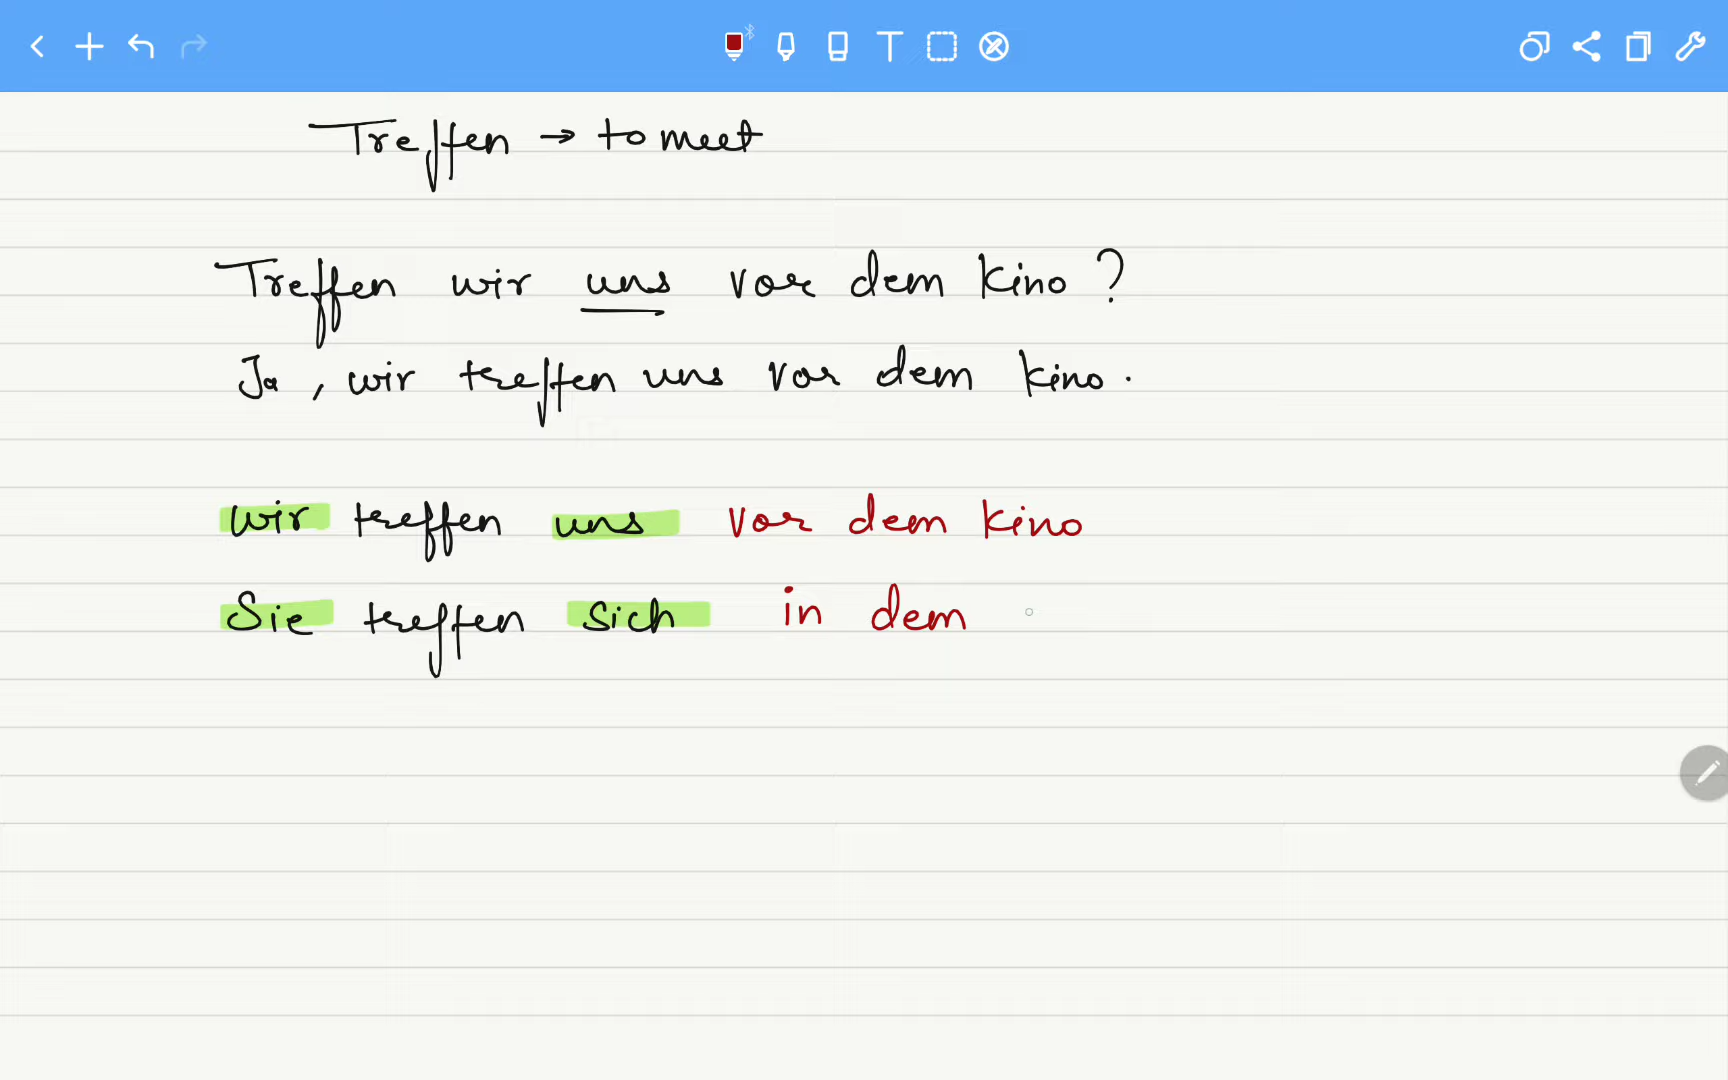 Treffen → to meet
Treffen wir uns vor dem kino ?
Ja , wir treffen uns vor dem kino .
wir treffen uns vor dem kino
Sie treffen sich in dem